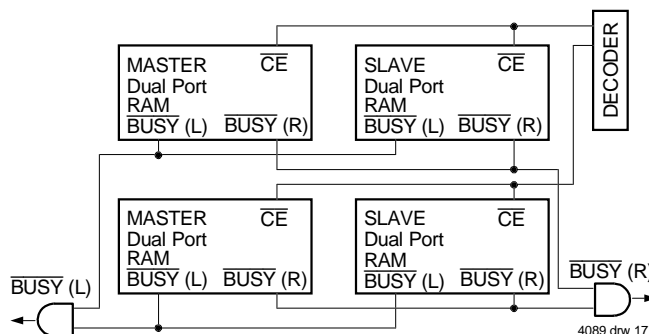 MASTER
Dual Port
RAM
BUSY (L)
CE
BUSY (R)
SLAVE
Dual Port
RAM
BUSY (L)
CE
BUSY (R)
DECODER
MASTER
Dual Port
RAM
BUSY (L)
CE
BUSY (R)
SLAVE
Dual Port
RAM
BUSY (L)
CE
BUSY (R)
BUSY (L)
BUSY (R)
4089 drw 17